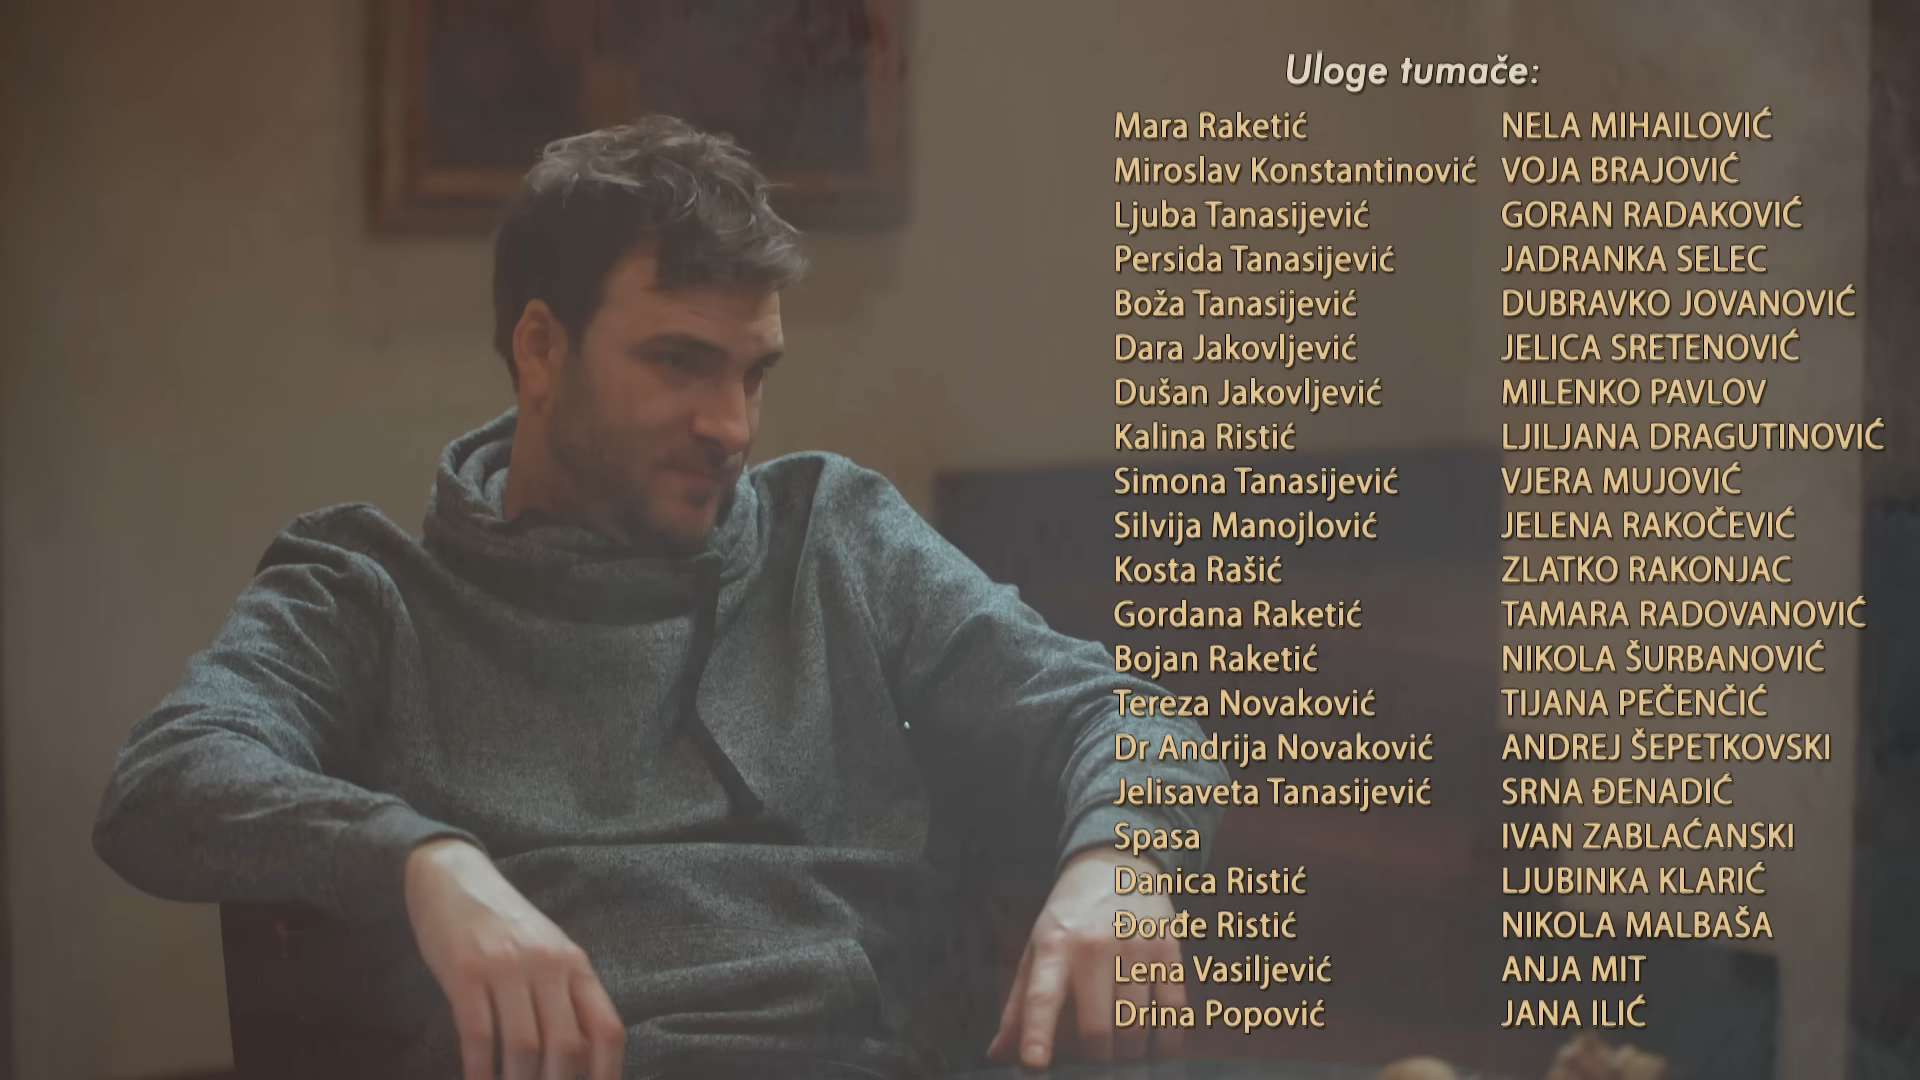 Uloge tumače:
Mara Raketić NELA MIHAILOVIĆ
Miroslav Konstantinović VOJA BRAJOVIĆ
Ljuba Tanasijević GORAN RADAKOVIĆ
Persida Tanasijević JADRANKA SELEC
Boža Tanasijević DUBRAVKO JOVANOVIĆ
Dara Jakovljević JELICA SRETENOVIĆ
Dušan Jakovljević MILENKO PAVLOV
Kalina Ristić LJILJANA DRAGUTINOVIĆ
Simona Tanasijević VJERA MUJOVIĆ
Silvija Manojlović JELENA RAKOČEVIĆ
Kosta Rašić ZLATKO RAKONJAC
Gordana Raketić TAMARA RADOVANOVIĆ
Bojan Raketić NIKOLA ŠURBANOVIĆ
Tereza Novaković TIJANA PEČENČIĆ
Dr Andrija Novaković ANDREJ ŠEPETKOVSKI
Jelisaveta Tanasijević SRNA ĐENADIĆ
Spasa IVAN ZABLAĆANSKI
Danica Ristić LJUBINKA KLARIĆ
Đorđe Ristić NIKOLA MALBAŠA
Lena Vasiljević ANJA MIT
Drina Popović JANA ILIĆ